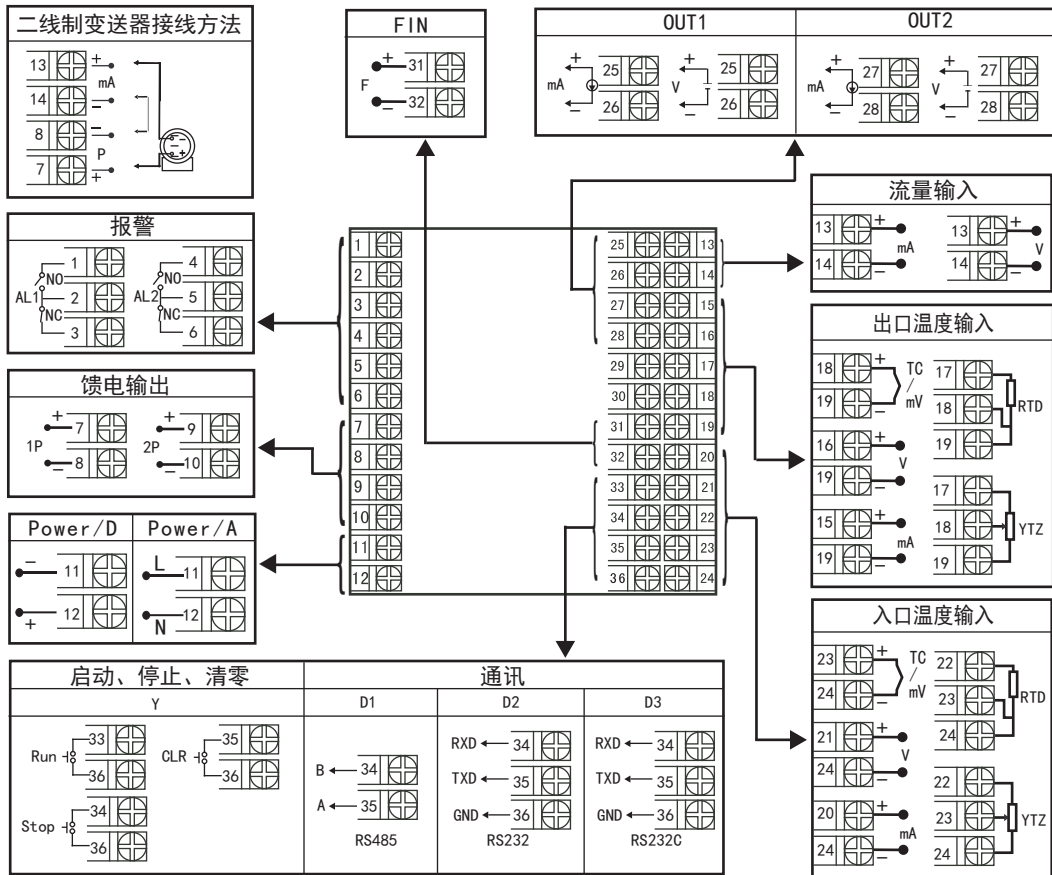 二线制变送器接线方法
13 + mA
14 −
8 − P
7 +
FIN
F + 31
− 32
OUT1 OUT2
mA + − 25 26
V + − 25 26
mA + − 27 28
V + − 27 28
报警
AL1 1 NO 2 NC 3
AL2 4 NO 5 NC 6
馈电输出
1P + 7 − 8
2P + 9 − 10
Power/D Power/A
− 11 + 12
L 11 N 12
1
2
3
4
5
6
7
8
9
10
11
12
25 13
26 14
27 15
28 16
29 17
30 18
31 19
32 20
33 21
34 22
35 23
36 24
流量输入
13 + 14 − mA
13 + 14 − V
出口温度输入
18 + 19 − TC / mV
17 18 19 RTD
16 + 19 − V
17 18 19 YTZ
15 + 19 − mA
入口温度输入
23 + 24 − TC / mV
22 23 24 RTD
21 + 24 − V
22 23 24 YTZ
20 + 24 − mA
启动、停止、清零
Y
Run 33 36
CLR 35 36
Stop 34 36
通讯
D1 D2 D3
B 34
A 35
RS485
RXD 34
TXD 35
GND 36
RS232
RXD 34
TXD 35
GND 36
RS232C